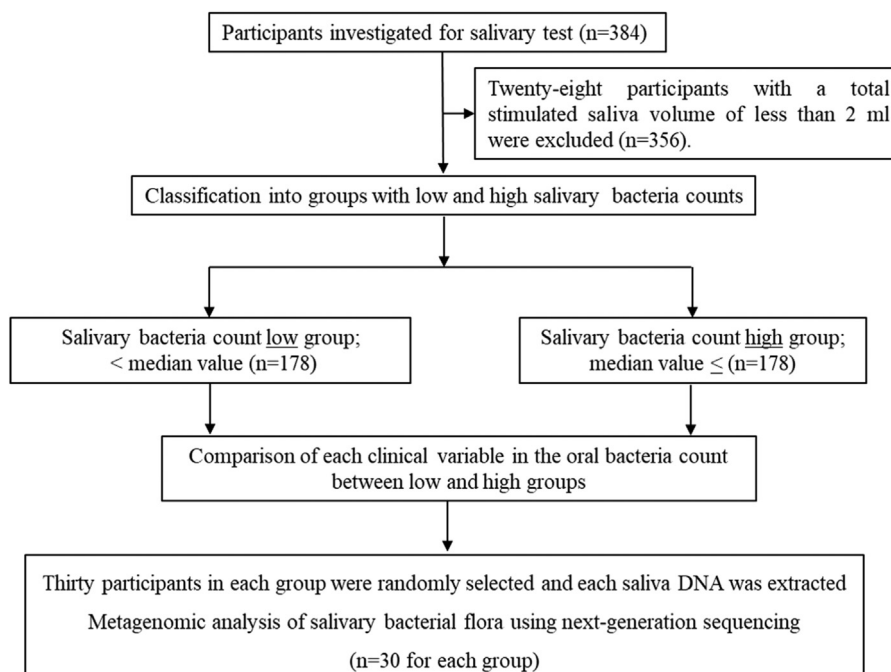 Participants investigated for salivary test (n=384)
Twenty-eight participants with a total
stimulated saliva volume of less than 2 ml
were excluded (n=356).
Classification into groups with low and high salivary bacteria counts
Salivary bacteria count low group;
< median value (n=178)
Salivary bacteria count high group;
median value ≤ (n=178)
Comparison of each clinical variable in the oral bacteria count
between low and high groups
Thirty participants in each group were randomly selected and each saliva DNA was extracted
Metagenomic analysis of salivary bacterial flora using next-generation sequencing
(n=30 for each group)